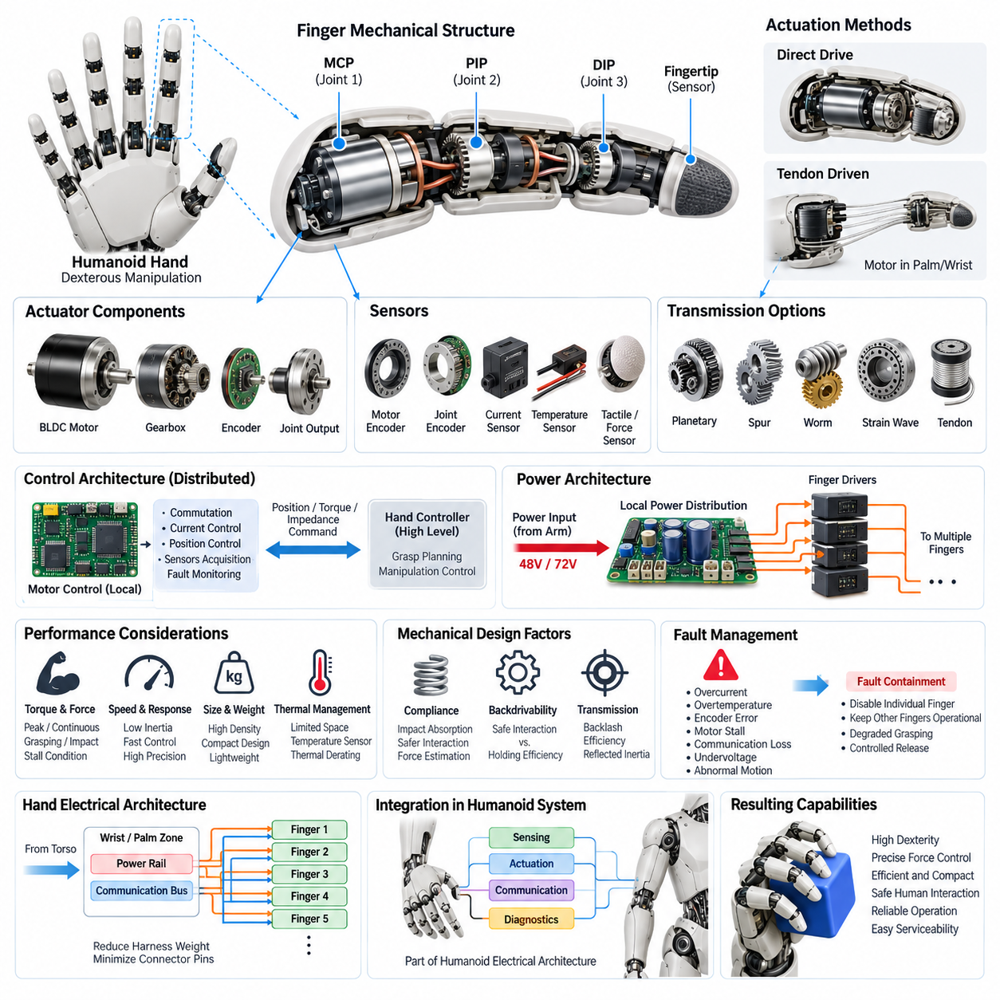 Finger Mechanical Structure
MCP
(Joint 1)
PIP
(Joint 2)
DIP
(Joint 3)
Fingertip
(Sensor)
Humanoid Hand
Dexterous Manipulation
Actuation Methods
Direct Drive
Tendon Driven
Motor in Palm/Wrist
Actuator Components
BLDC Motor
Gearbox
Encoder
Joint Output
Sensors
Motor
Encoder
Joint
Encoder
Current
Sensor
Temperature
Sensor
Tactile /
Force
Sensor
Transmission Options
Planetary
Spur
Worm
Strain Wave
Tendon
Control Architecture (Distributed)
Motor Control (Local)
• Commutation
• Current Control
• Position Control
• Sensors Acquisition
Fault Monitoring
Position / Torque /
Impedance
Command
Hand Controller
(High Level)
Grasp Planning
Manipulation Control
Power Architecture
Power Input
(from Arm)
48V / 72V
Local Power Distribution
Finger Drivers
To Multiple
Fingers
• • •
Performance Considerations
kg
Torque & Force
Peak / Continuous
Grasping / Impact
Stall Condition
Speed & Response
Low Inertia
Fast Control
High Precision
Size & Weight
High Density
Compact Design
Lightweight
Thermal Management
Limited Space
Temperature Sensor
Thermal Derating
Mechanical Design Factors
Compliance
Impact Absorption
Safer Interaction
Force Estimation
Backdrivability
Safe Interaction
vs.
Holding Efficiency
Transmission
Backlash
Efficiency
Reflected Inertia
Fault Management
• Overcurrent
• Overtemperature
• Encoder Error
• Motor Stall
• Communication Loss
• Undervoltage
• Abnormal Motion
Fault Containment
• Disable Individual Finger
• Keep Other Fingers Operational
• Degraded Grasping
• Controlled Release
Hand Electrical Architecture
From Torso
Wrist / Palm Zone
Power Rail
Communication Bus
Finger 1
Finger 2
Finger 3
Finger 4
Finger 5
Reduce Harness Weight
Minimize Connector Pins
Integration in Humanoid System
Sensing
Actuation
Communication
Diagnostics
Part of Humanoid Electrical Architecture
Resulting Capabilities
High Dexterity
Precise Force Control
Efficient and Compact
Safe Human Interaction
Reliable Operation
Easy Serviceability